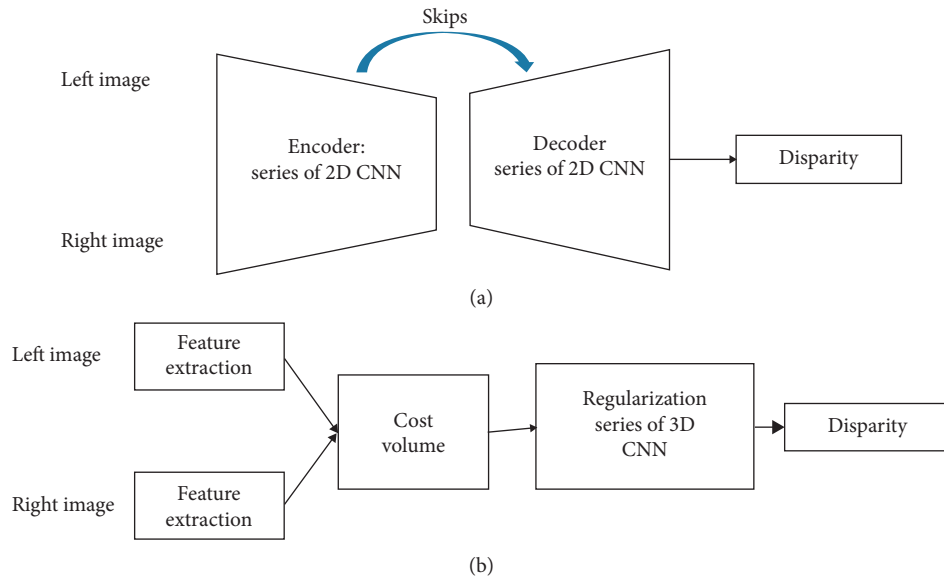 Skips
Left image
Encoder:
series of 2D CNN
Decoder
series of 2D CNN
Disparity
Right image
(a)
Left image
Feature
extraction
Cost
volume
Regularization
series of 3D
CNN
Disparity
Right image
Feature
extraction
(b)